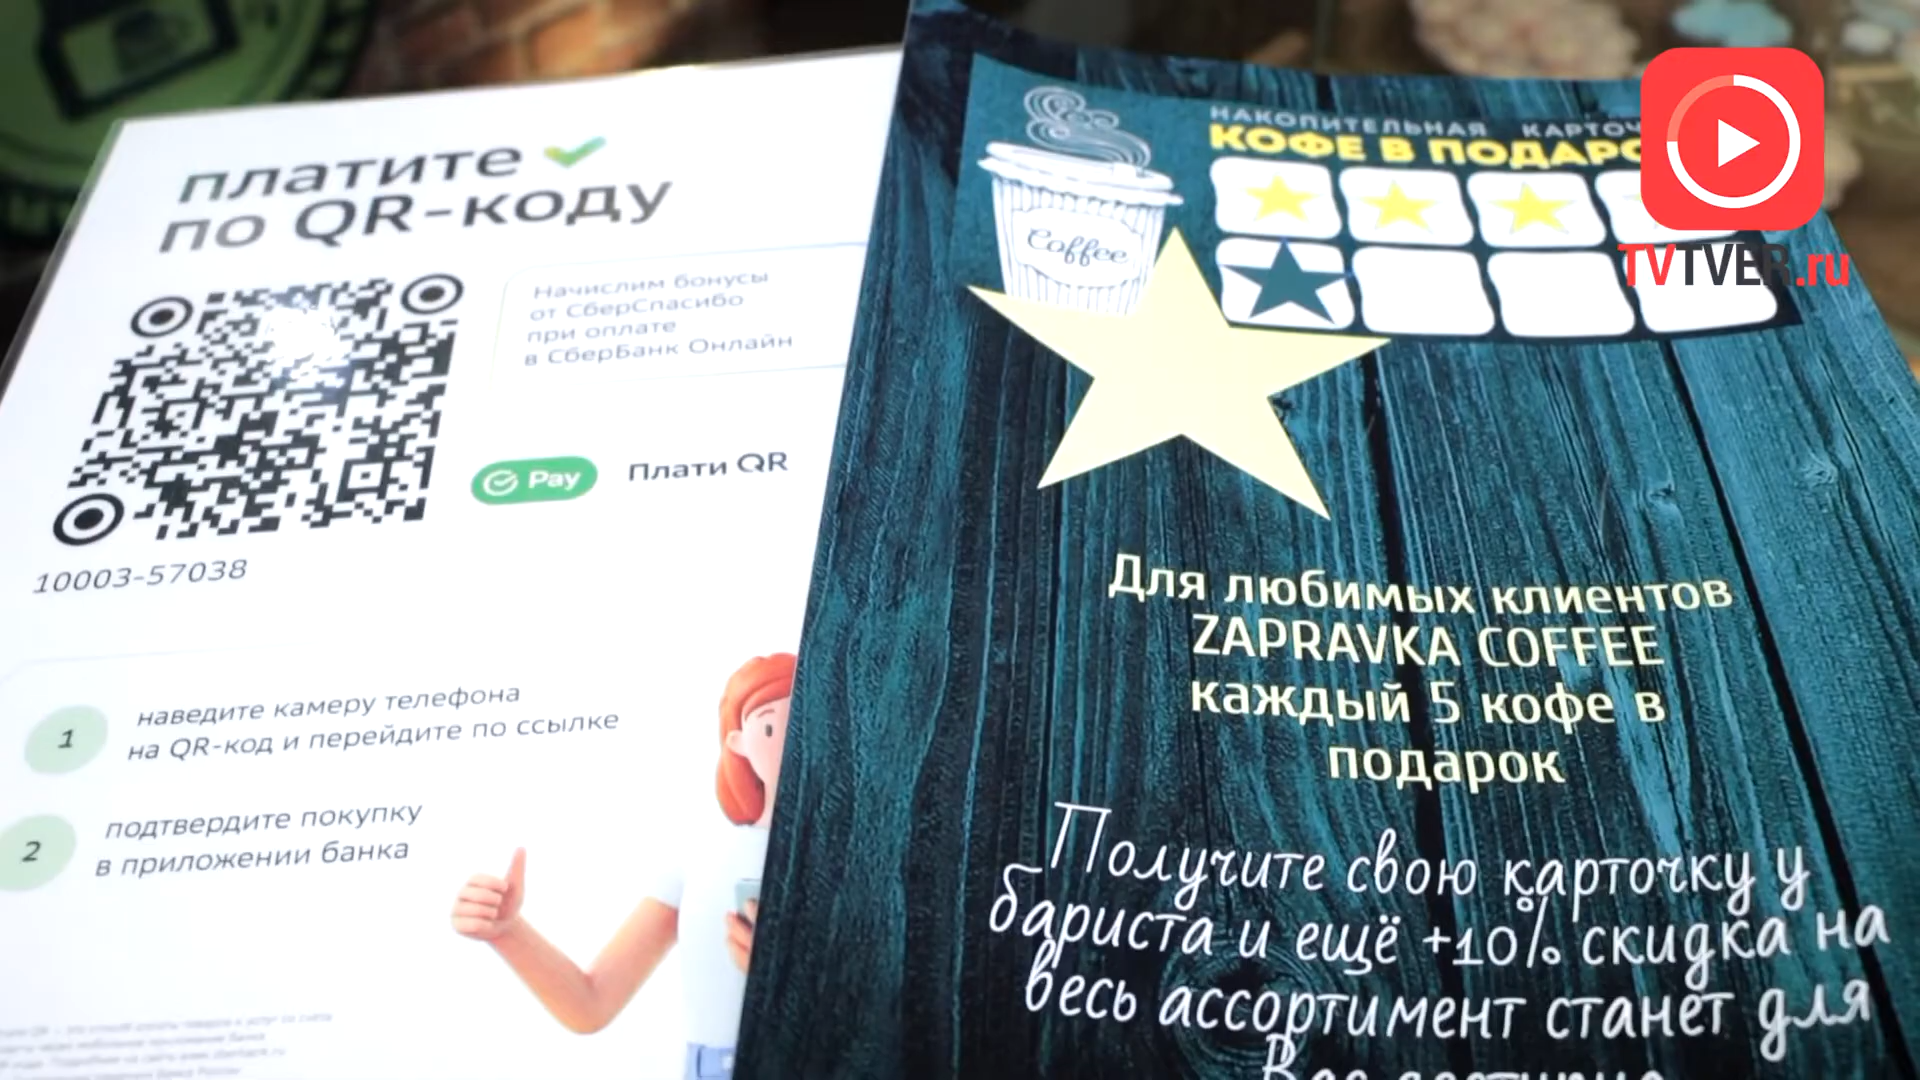 платите
по QR-коду
Начислим бонусы
от СберСпасибо
при оплате
в СберБанк Онлайн
Pay
Плати QR
10003-57038
1
наведите камеру телефона
на QR-код и перейдите по ссылке
2
подтвердите покупку
в приложении банка
НАКОПИТЕЛЬНАЯ КАРТОЧ
КОФЕ В ПОДАРО
Coffee
Для любимых клиентов
ZAPRAVKA COFFEE
каждый 5 кофе в
подарок
Получите свою карточку у
бариста и ещё +10% скидка на
весь ассортимент станет для
TVTVER.ru